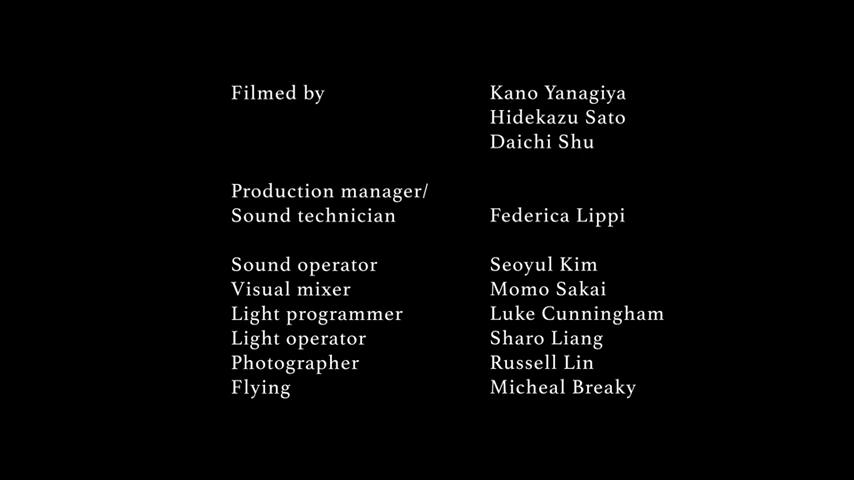 Filmed by Kano Yanagiya
Hidekazu Sato
Daichi Shu
Production manager/
Sound technician Federica Lippi
Sound operator Seoyul Kim
Visual mixer Momo Sakai
Light programmer Luke Cunningham
Light operator Sharo Liang
Photographer Russell Lin
Flying Micheal Breaky